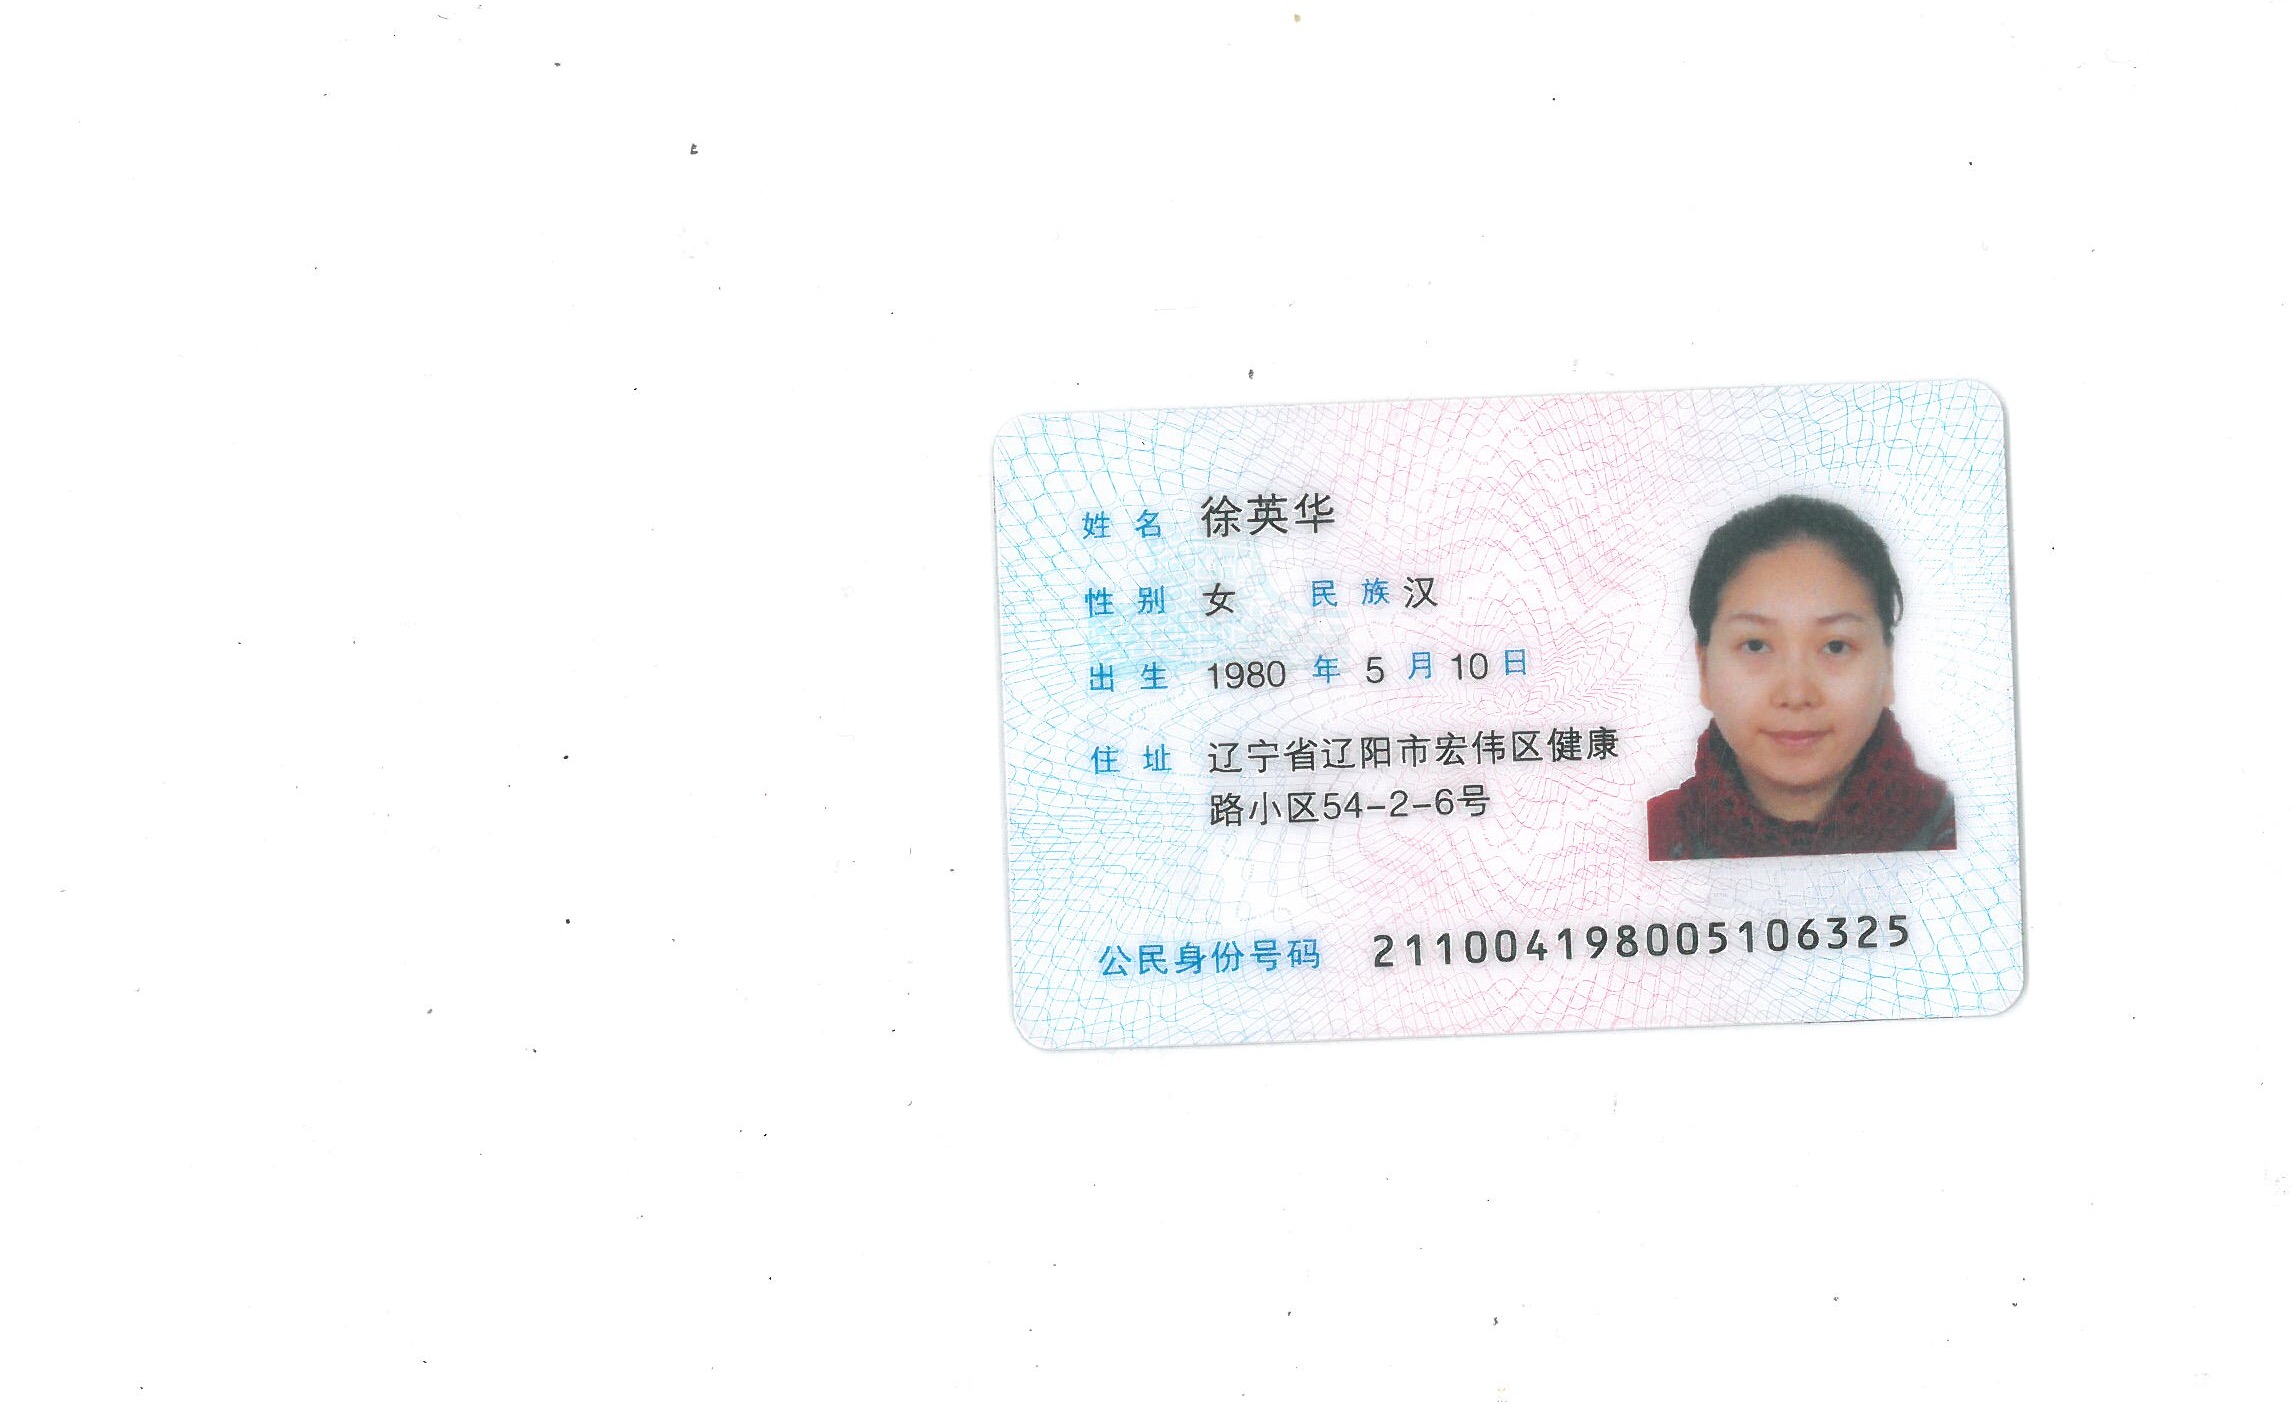 姓名 徐英华
性别 女 民族 汉
出生 1980 年 5 月 10 日
住址 辽宁省辽阳市宏伟区健康
路小区54-2-6号
公民身份号码 211004198005106325